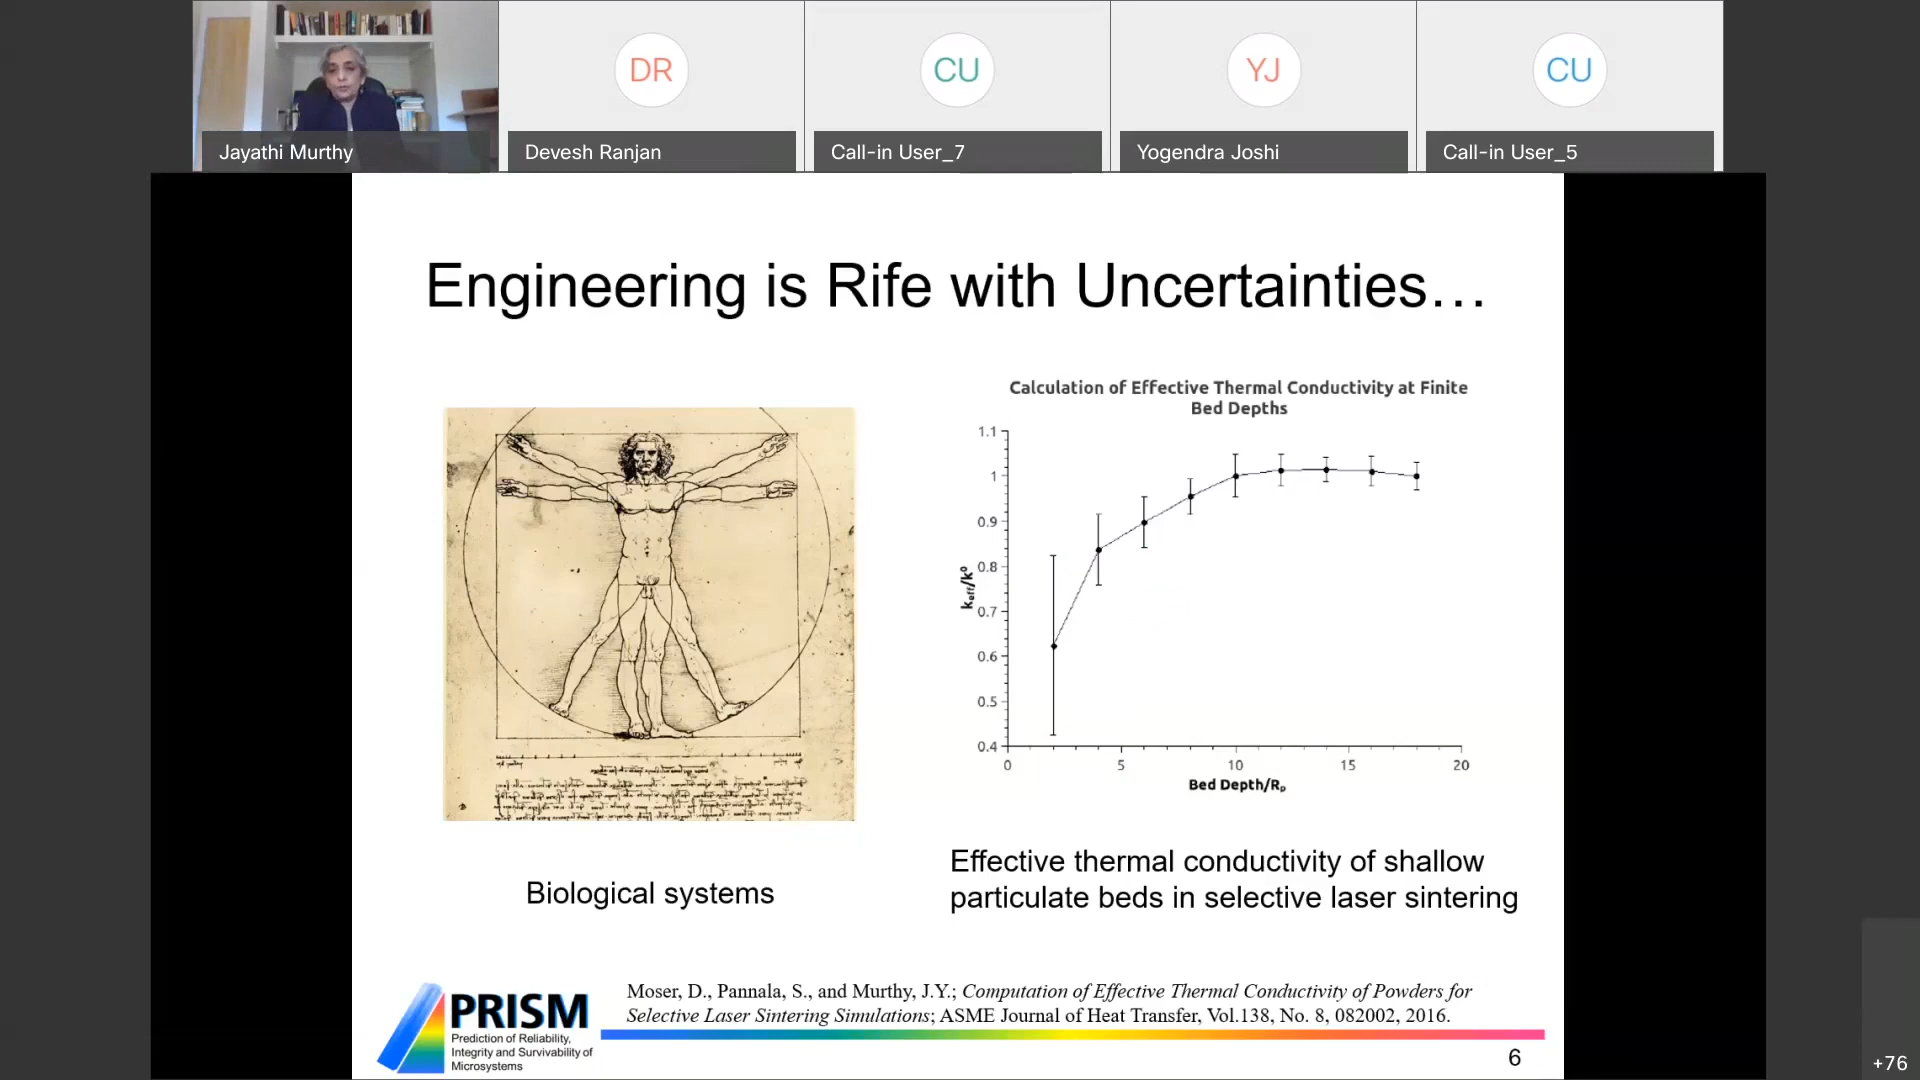 DR
CU
YJ
CU
Jayathi Murthy
Devesh Ranjan
Call-in User_7
Yogendra Joshi
Call-in User_5
Engineering is Rife with Uncertainties…
Calculation of Effective Thermal Conductivity at Finite
Bed Depths
1.1
1
0.9
0.8
0.7
0.6
0.5
0.4
keff/k0
0
5
10
15
20
Bed Depth/Rp
Biological systems
Effective thermal conductivity of shallow
particulate beds in selective laser sintering
PRISM
Prediction of Reliability,
Integrity and Survivability of
Microsystems
Moser, D., Pannala, S., and Murthy, J.Y.; Computation of Effective Thermal Conductivity of Powders for
Selective Laser Sintering Simulations; ASME Journal of Heat Transfer, Vol.138, No. 8, 082002, 2016.
6
+76